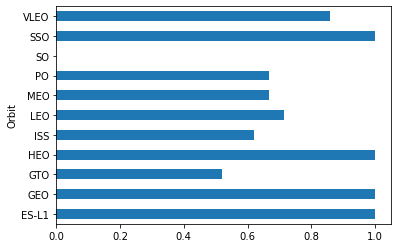 VLEO
SSO
SO
PO
MEO
LEO
ISS
HEO
GTO
GEO
ES-L1
Orbit
0.0 0.2 0.4 0.6 0.8 1.0